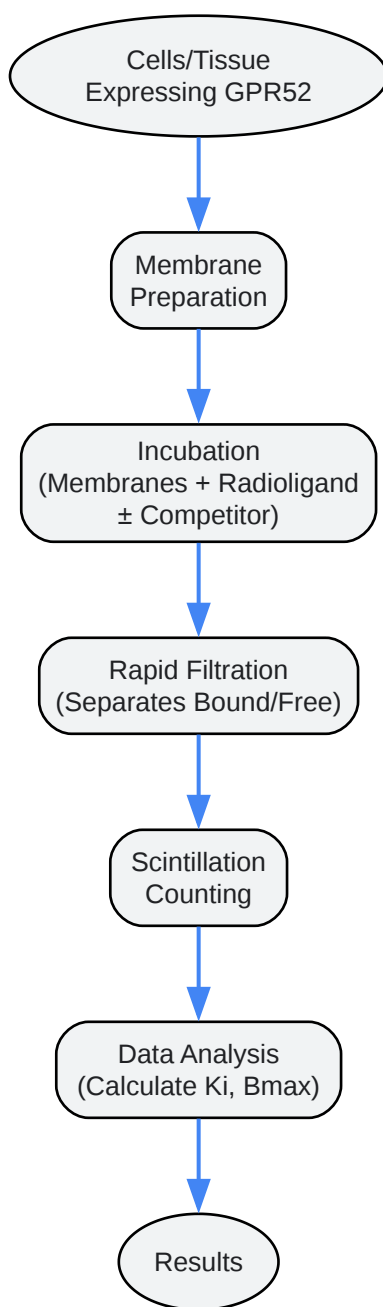 Cells/Tissue
Expressing GPR52
Membrane
Preparation
Incubation
(Membranes + Radioligand
± Competitor)
Rapid Filtration
(Separates Bound/Free)
Scintillation
Counting
Data Analysis
(Calculate Ki, Bmax)
Results